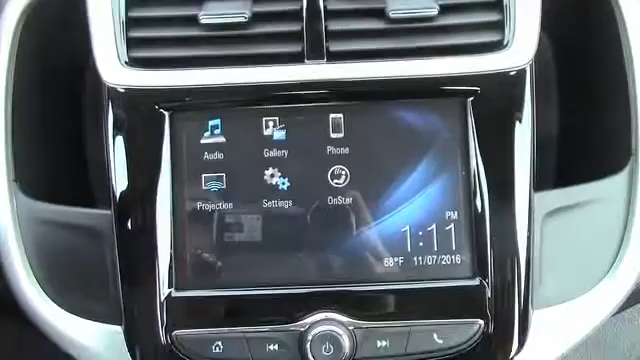 Audio Gallery Phone
Projection Settings OnStar
PM
1:11
68°F 11/07/2016